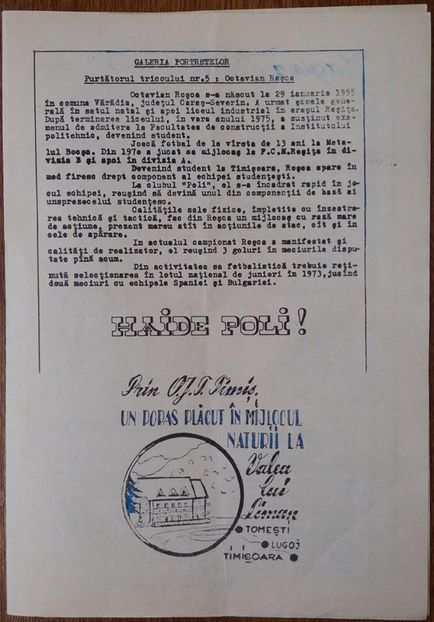 GALERIA PORTRETELOR
Purtătorul tricoului nr.5 ; Octavian Roşca
Octavian Roşca s-a născut la 29 ianuarie 1955
în comuna Vărădia, judeţul Caraş-Severin. A urmat şcoala gene-
rală în satul natal şi apoi liceul industrial în oraşul Reşiţa.
După terminarea liceului, în vara anului 1975, a susţinut exa-
menul de admitere la Facultatea de construcţii a Institutului
politehnic, devenind student.
Joacă fotbal de la vîrsta de 13 ani la Meta-
lul Bocşa. Din 1970 a jucat ca mijlocaş la F.C.M.Reşiţa în di-
vizia B şi apoi în divizia A.
Devenind student la Timişoara, Roşca apare în
mod firesc drept component al echipei studenţeşti.
La clubul "Poli", el s-a încadrat rapid în jo-
cul echipei, reuşind să devină unul din componenţii de bază ai
unsprezecelui studenţesc.
Calităţile sale fizice, împletite cu înzestra-
rea tehnică şi tactică, fac din Roşca un mijlocaş cu rază mare
de acţiune, prezent mereu atît în acţiunile de atac, cît şi în
cele de apărare.
In actualul campionat Roşca a manifestat şi
calităţi de realizator, el reuşind 3 goluri în meciurile dispu-
tate pînă acum.
Din activitatea sa fotbalistică trebuie reţi-
nută selecţionarea în lotul naţional de juniori în 1973,jucînd
două meciuri cu echipele Spaniei şi Bulgariei.
HAIDE POLI!
Prin O.J.T. Timiş,
UN POPAS PLĂCUT ÎN MIJLOCUL
NATURII LA
Valea
lui
Liman
TOMEŞTI
LUGOJ
TIMIŞOARA